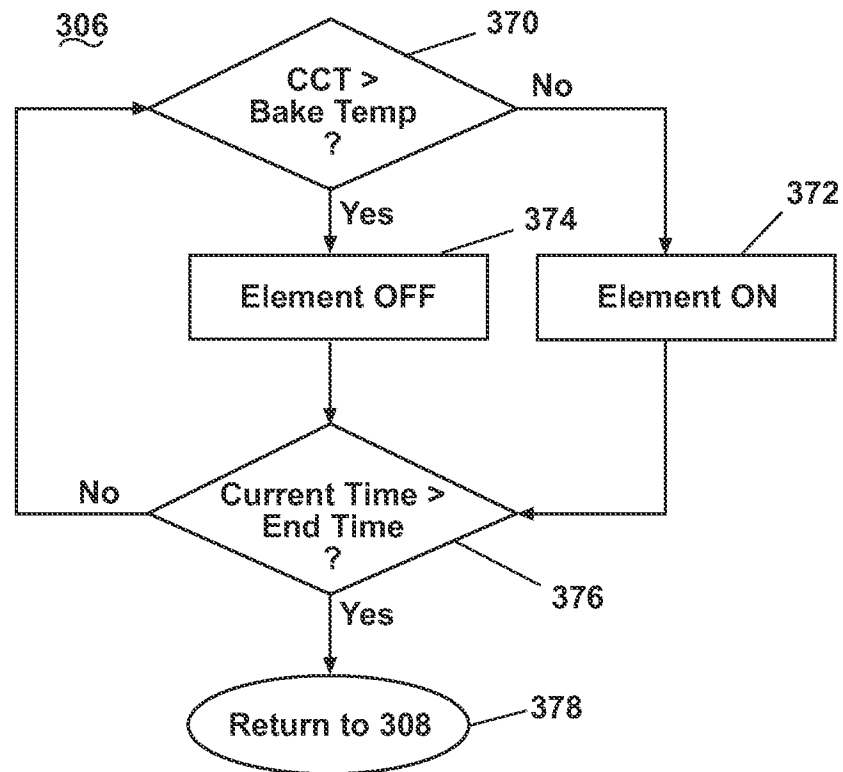 306
370
CCT >
Bake Temp
?
No
Yes
372
374
Element OFF
Element ON
No
Current Time >
End Time
?
376
Yes
Return to 308
378